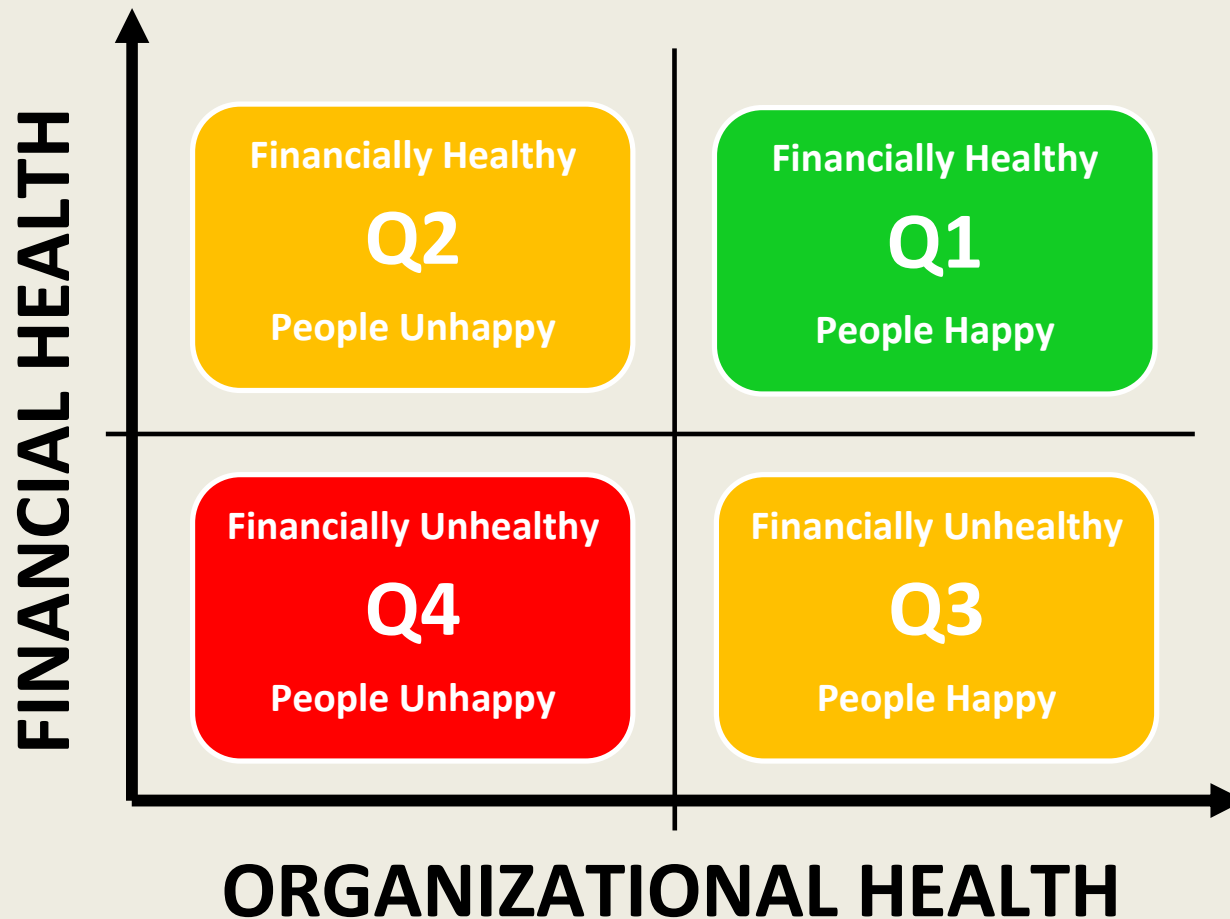 FINANCIAL HEALTH
Financially Healthy
Q2
People Unhappy
Financially Healthy
Q1
People Happy
Financially Unhealthy
Q4
People Unhappy
Financially Unhealthy
Q3
People Happy
ORGANIZATIONAL HEALTH